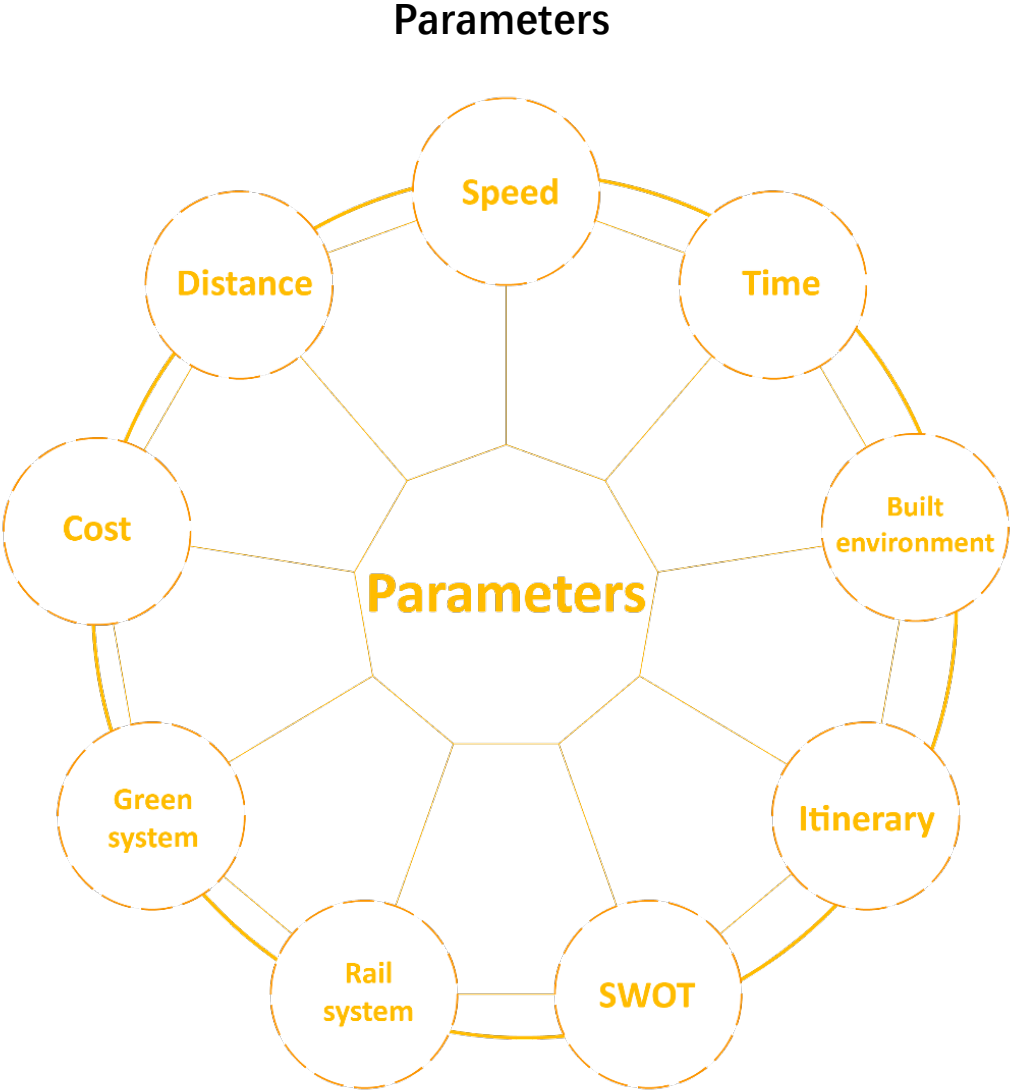 Parameters
Speed
Distance
Time
Cost
Built
environment
Parameters
Green
system
Itinerary
Rail
system
SWOT